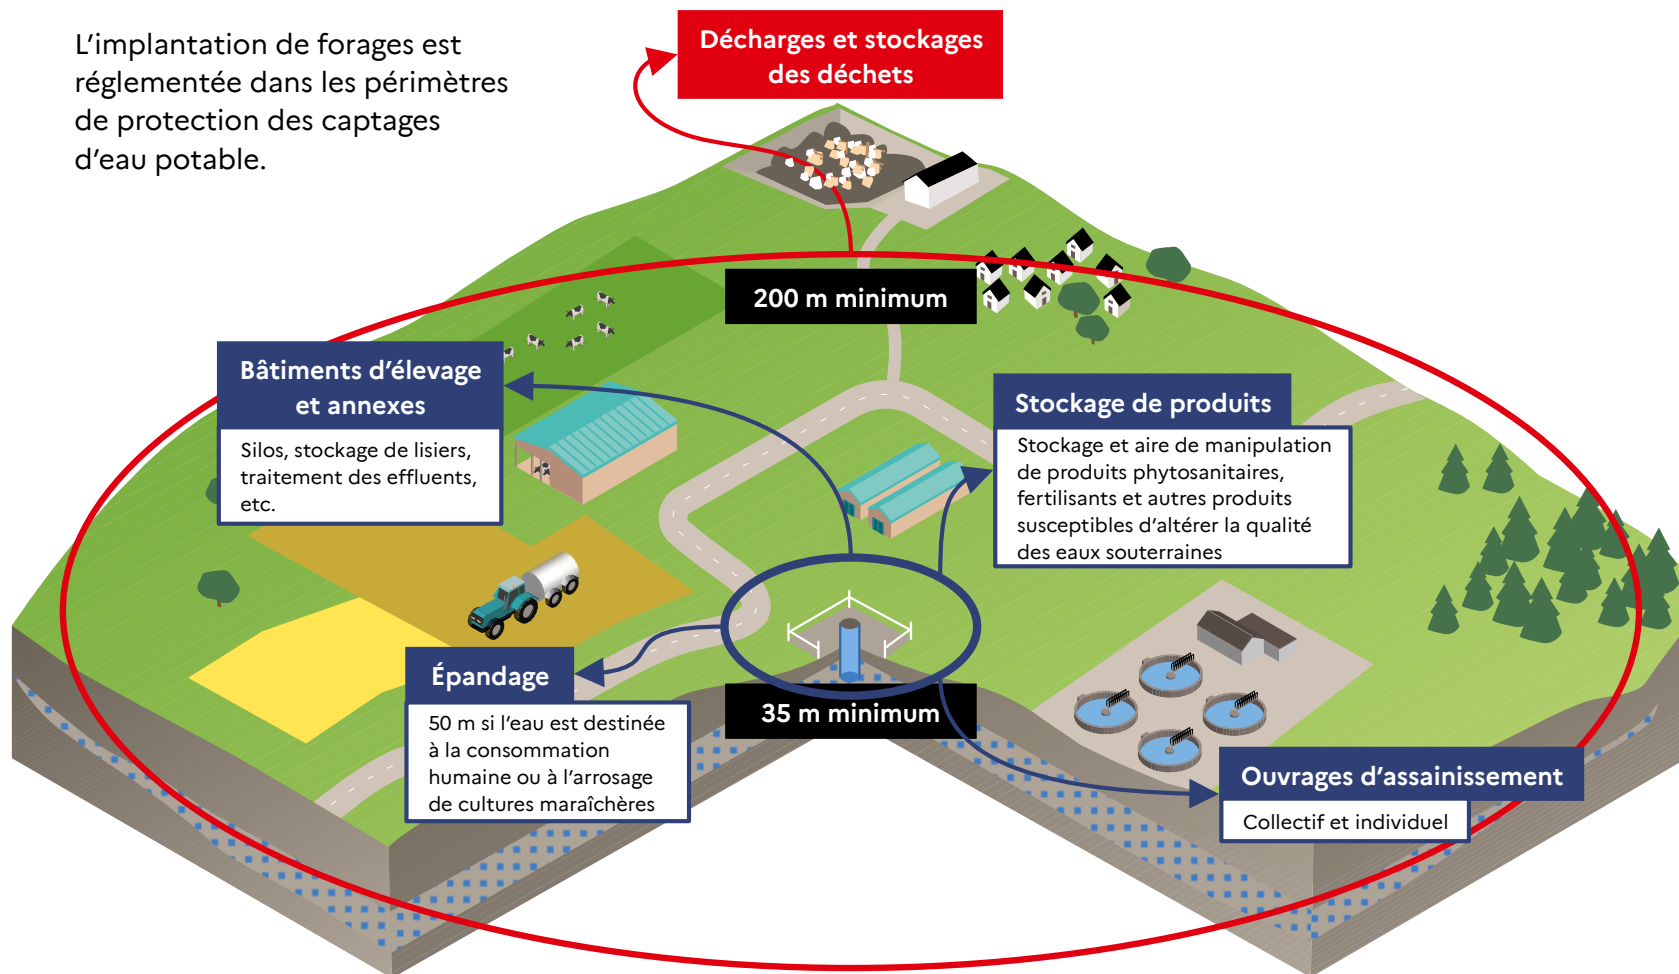 L’implantation de forages est
réglementée dans les périmètres
de protection des captages
d’eau potable.
Décharges et stockages
des déchets
200 m minimum
Bâtiments d’élevage
et annexes
Silos, stockage de lisiers,
traitement des effluents,
etc.
Stockage de produits
Stockage et aire de manipulation
de produits phytosanitaires,
fertilisants et autres produits
susceptibles d’altérer la qualité
des eaux souterraines
Épandage
50 m si l’eau est destinée
à la consommation
humaine ou à l’arrosage
de cultures maraîchères
35 m minimum
Ouvrages d’assainissement
Collectif et individuel